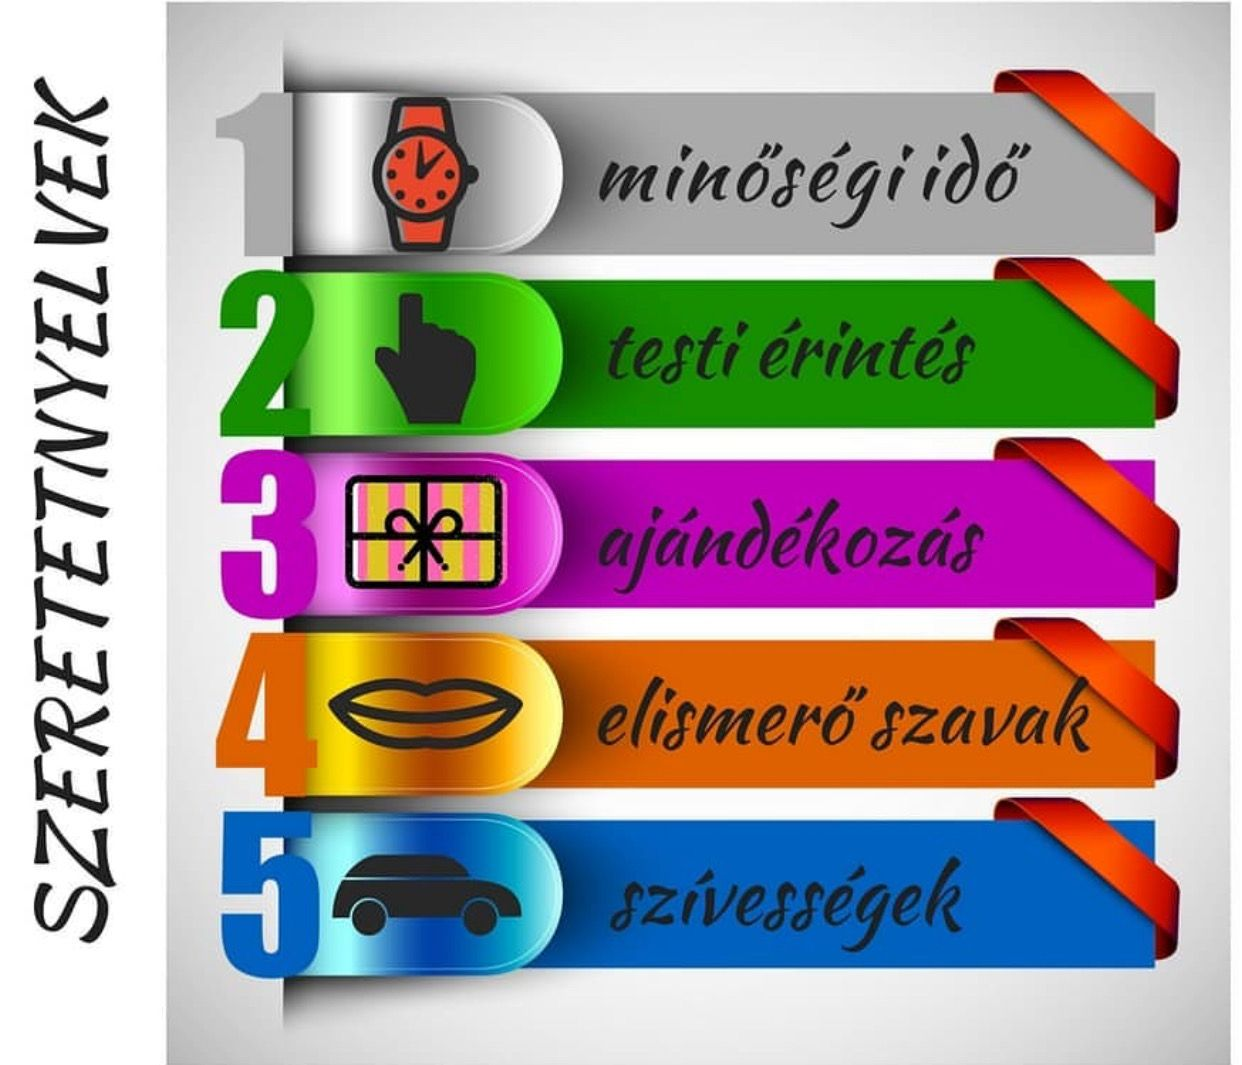 SZERETETNYELVEK
1 minőségi idő
2 testi érintés
3 ajándékozás
4 elismerő szavak
5 szívességek